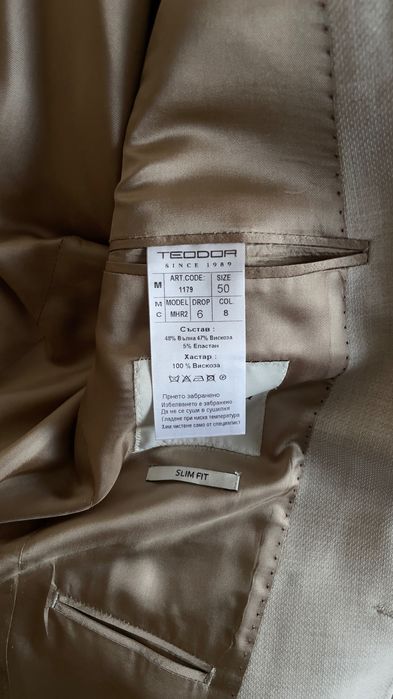 TEODOR
SINCE 1989
M ART.CODE: SIZE
1179 50
M MODEL DROP COL.
C MHR2 6 8
Състав :
48% Вълна 47% Вискоза
5% Еластан
Хастар :
100 % Вискоза
Прнето забранено
Избелването е забранено
Да не се суши в сушилня
Гладене при ниска температура
Хим чистене само от специалист
SLIM FIT